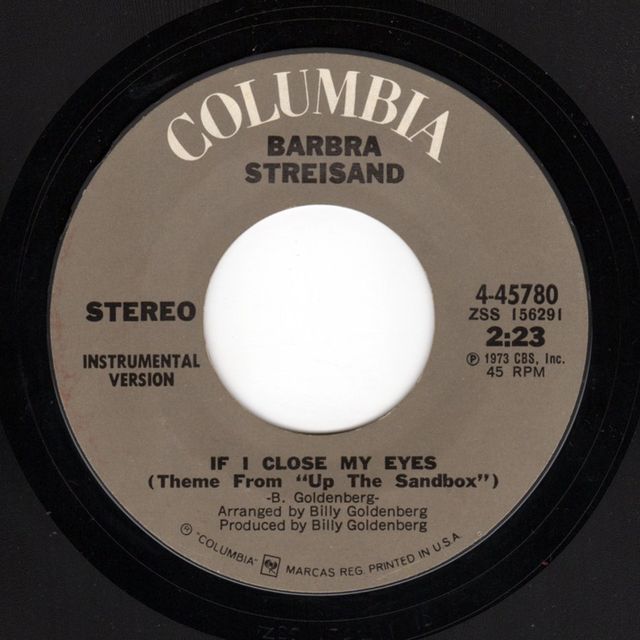 COLUMBIA
BARBRA
STREISAND
STEREO
INSTRUMENTAL
VERSION
4-45780
ZSS 156291
2:23
℗ 1973 CBS, Inc.
45 RPM
IF I CLOSE MY EYES
(Theme From "Up The Sandbox")
-B. Goldenberg-
Arranged by Billy Goldenberg
Produced by Billy Goldenberg
© "COLUMBIA" MARCAS REG. PRINTED IN U.S.A.